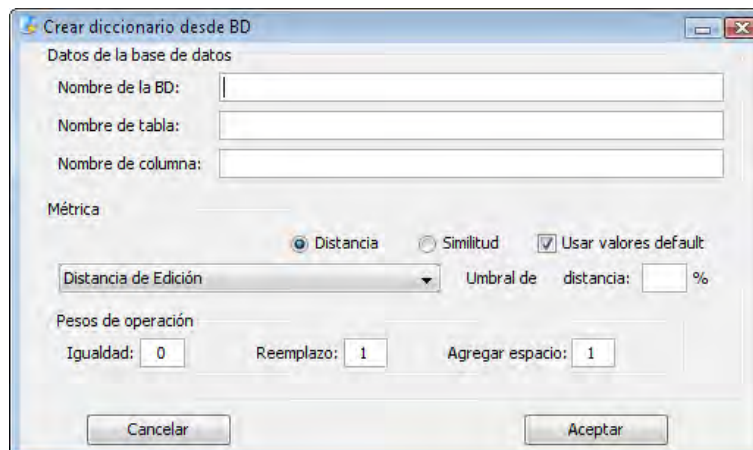 Crear diccionario desde BD
Datos de la base de datos
Nombre de la BD:
Nombre de tabla:
Nombre de columna:
Métrica
Distancia Similitud Usar valores default
Distancia de Edición Umbral de distancia: %
Pesos de operación
Igualdad: 0 Reemplazo: 1 Agregar espacio: 1
Cancelar Aceptar